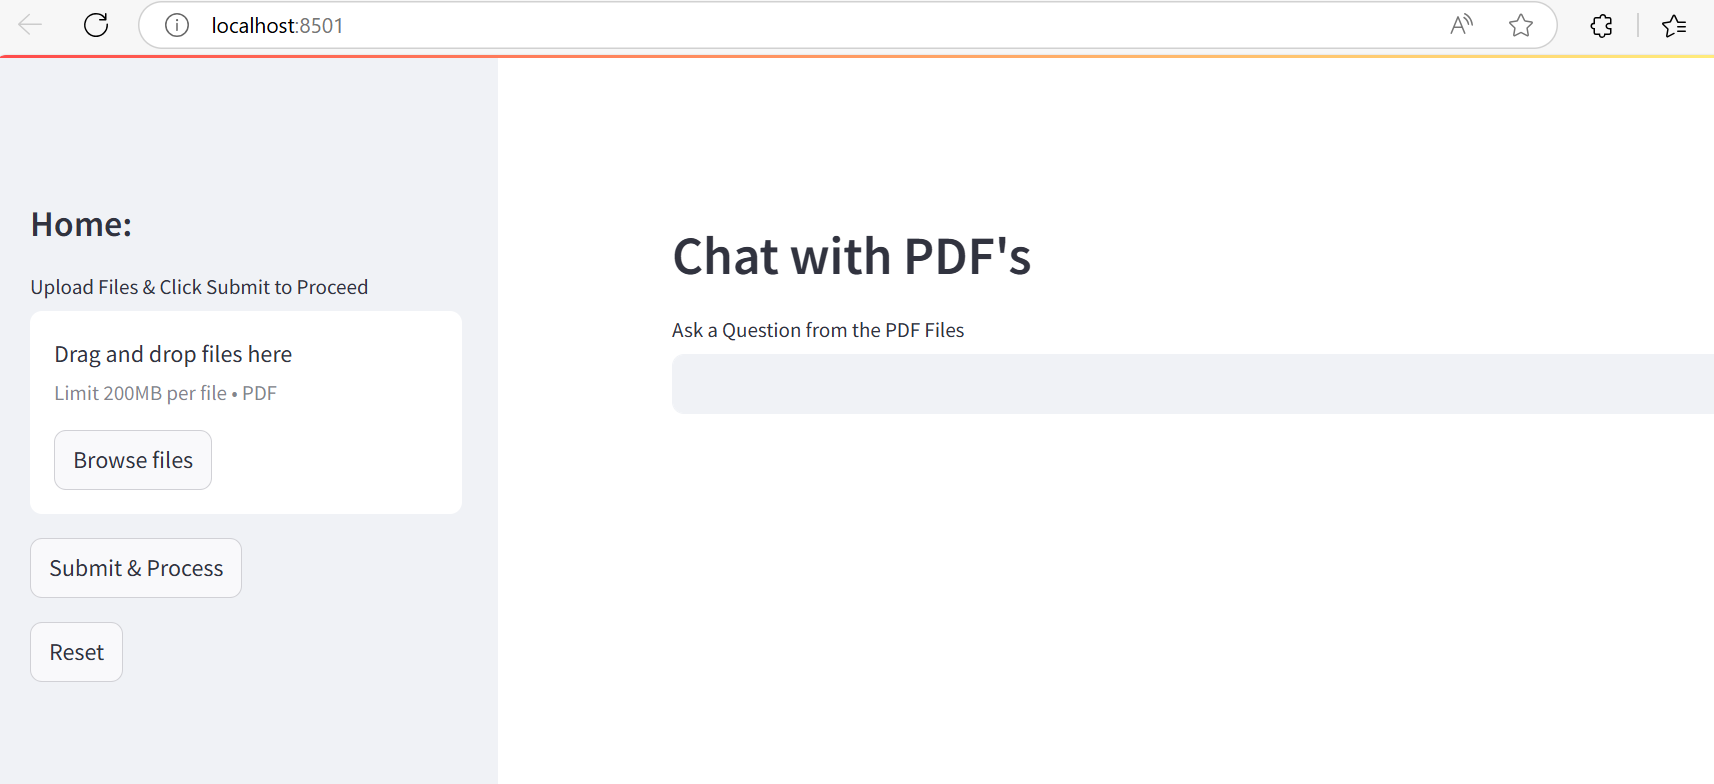 localhost:8501
Home:
Upload Files & Click Submit to Proceed
Drag and drop files here
Limit 200MB per file • PDF
Browse files
Submit & Process
Reset
Chat with PDF's
Ask a Question from the PDF Files